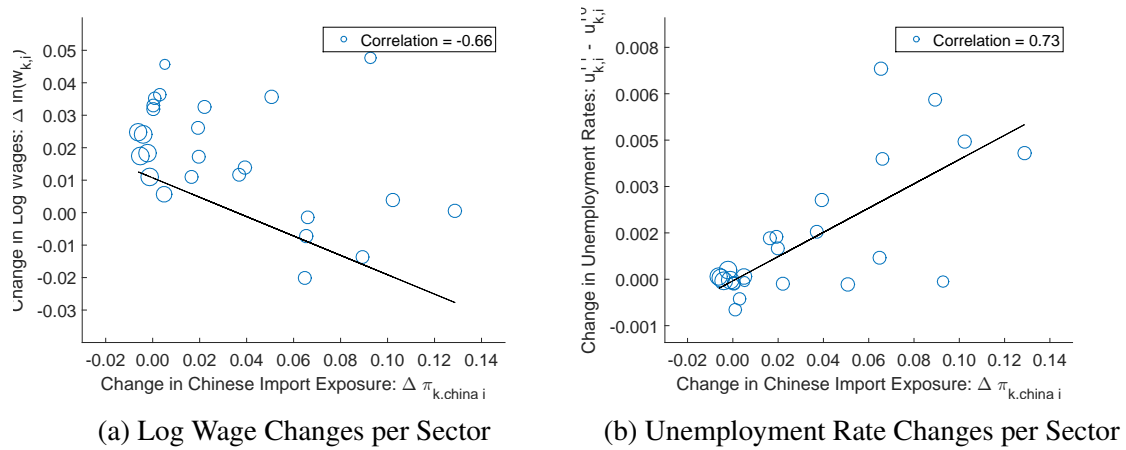 Correlation = -0.66
0.05
0.04
0.03
0.02
0.01
0.00
-0.01
-0.02
-0.03
Change in Log Wages: Δ ln(w_{k,i})
-0.02 0.00 0.02 0.04 0.06 0.08 0.10 0.12 0.14
Change in Chinese Import Exposure: Δ π_{k,china i}
(a) Log Wage Changes per Sector
Correlation = 0.73
0.008
0.006
0.005
0.003
0.002
0.000
-0.001
Change in Unemployment Rates:
-0.02 0.00 0.02 0.04 0.06 0.08 0.10 0.12 0.14
Change in Chinese Import Exposure: Δ π_{k,china i}
(b) Unemployment Rate Changes per Sector